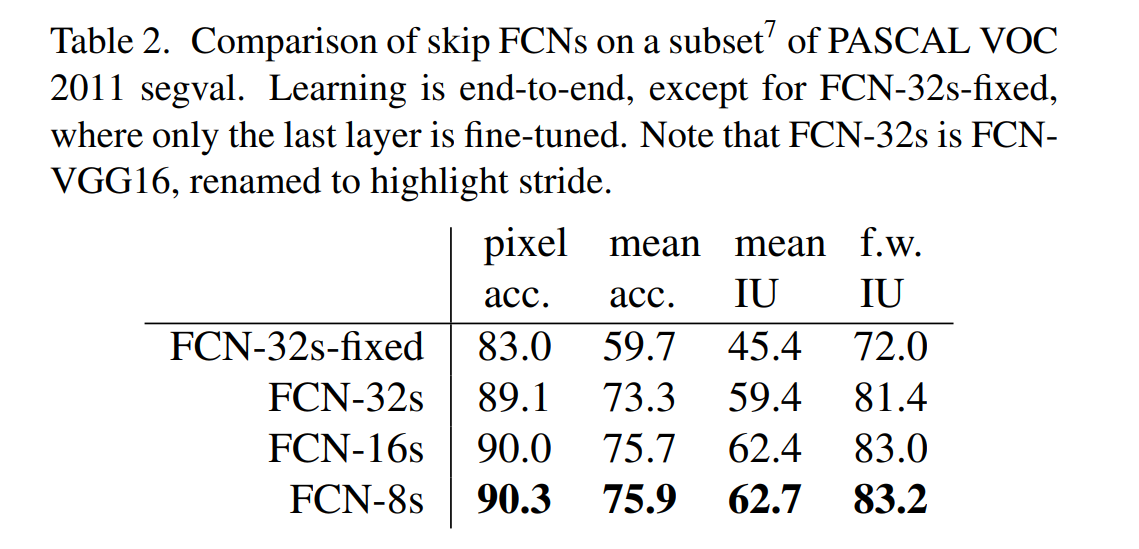 Table 2. Comparison of skip FCNs on a subset7 of PASCAL VOC
2011 segval. Learning is end-to-end, except for FCN-32s-fixed,
where only the last layer is fine-tuned. Note that FCN-32s is FCN-
VGG16, renamed to highlight stride.
pixel mean mean f.w.
acc. acc. IU IU
FCN-32s-fixed 83.0 59.7 45.4 72.0
FCN-32s 89.1 73.3 59.4 81.4
FCN-16s 90.0 75.7 62.4 83.0
FCN-8s 90.3 75.9 62.7 83.2